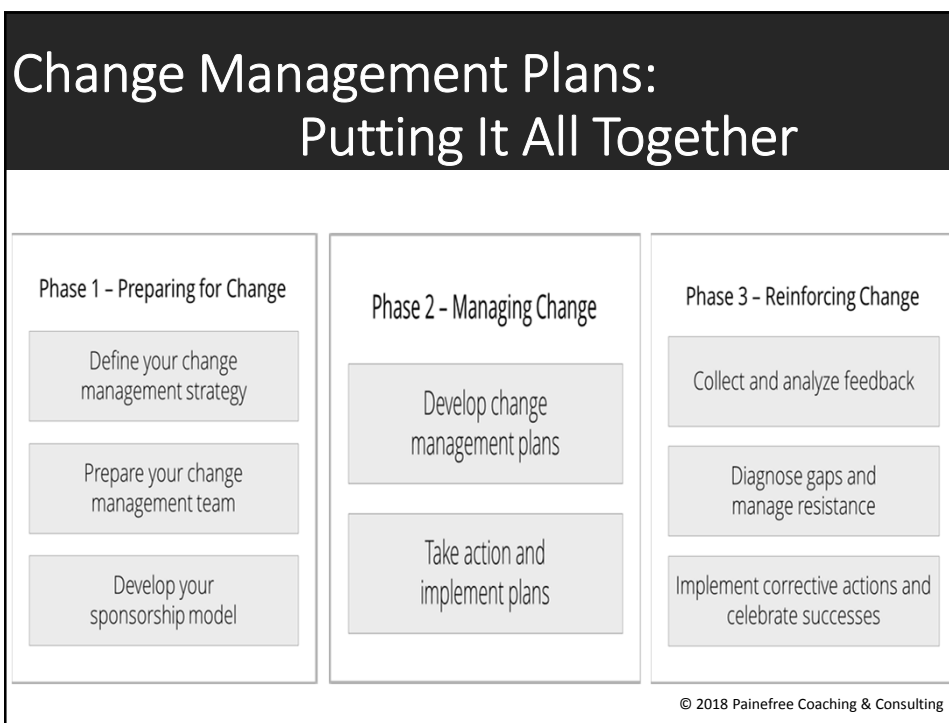 Change Management Plans:
Putting It All Together
Phase 1 – Preparing for Change
Define your change
management strategy
Prepare your change
management team
Develop your
sponsorship model
Phase 2 – Managing Change
Develop change
management plans
Take action and
implement plans
Phase 3 – Reinforcing Change
Collect and analyze feedback
Diagnose gaps and
manage resistance
Implement corrective actions and
celebrate successes
© 2018 Painefree Coaching & Consulting